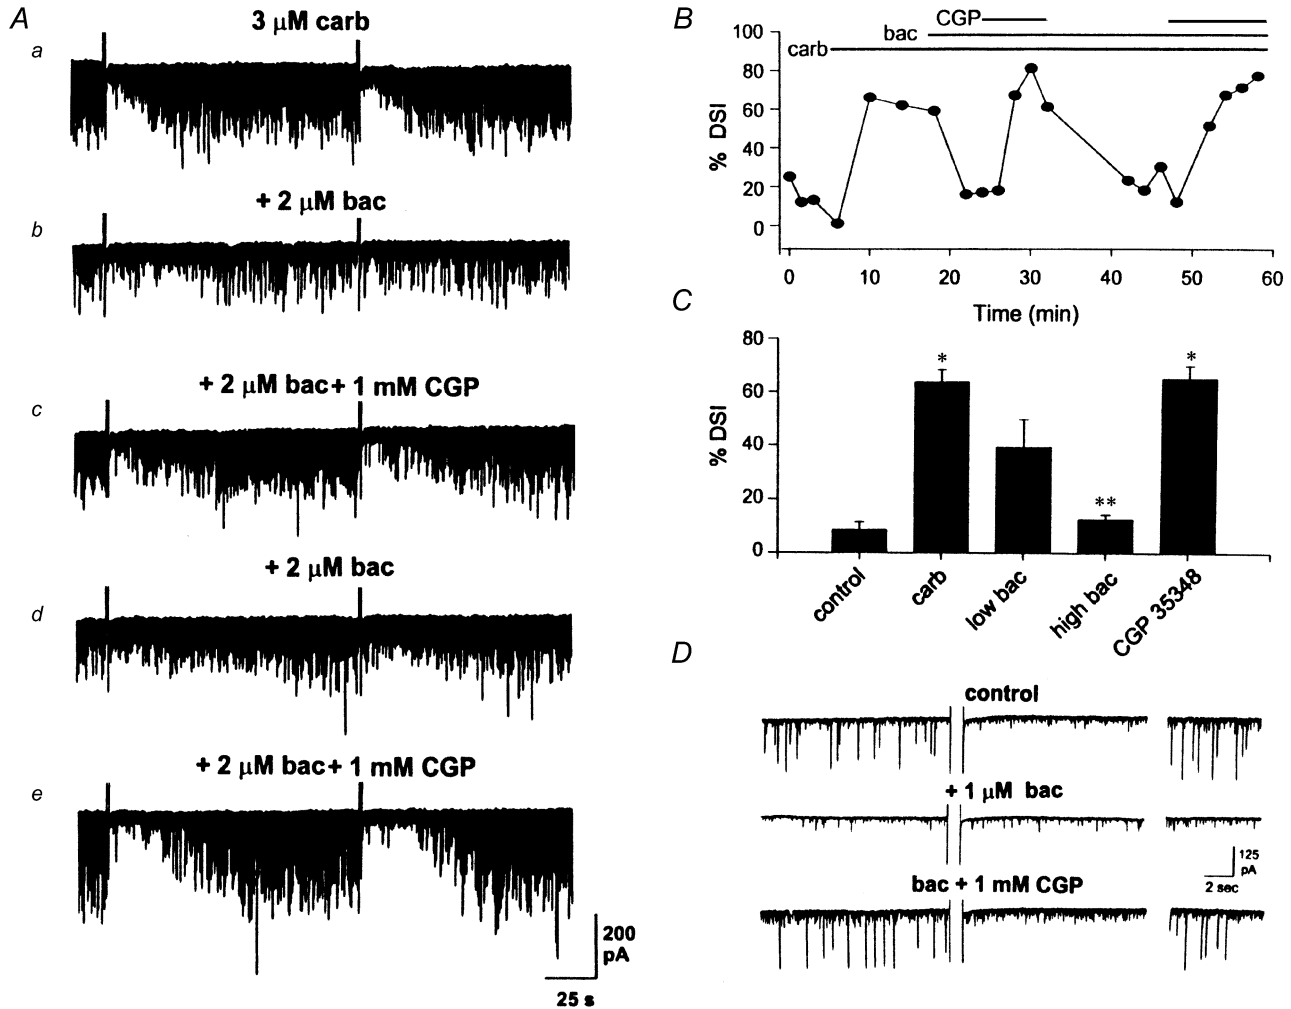 A
3 µM carb
a
+ 2 µM bac
b
+ 2 µM bac+ 1 mM CGP
c
+ 2 µM bac
d
+ 2 µM bac+ 1 mM CGP
e
200
pA
25 s
B
CGP
bac
carb
100
80
60
40
20
0
% DSI
0 10 20 30 40 50 60
Time (min)
C
80
60
40
20
0
% DSI
* ** *
control carb low bac high bac CGP 35348
D
control
+ 1 µM bac
125
pA
2 sec
bac + 1 mM CGP